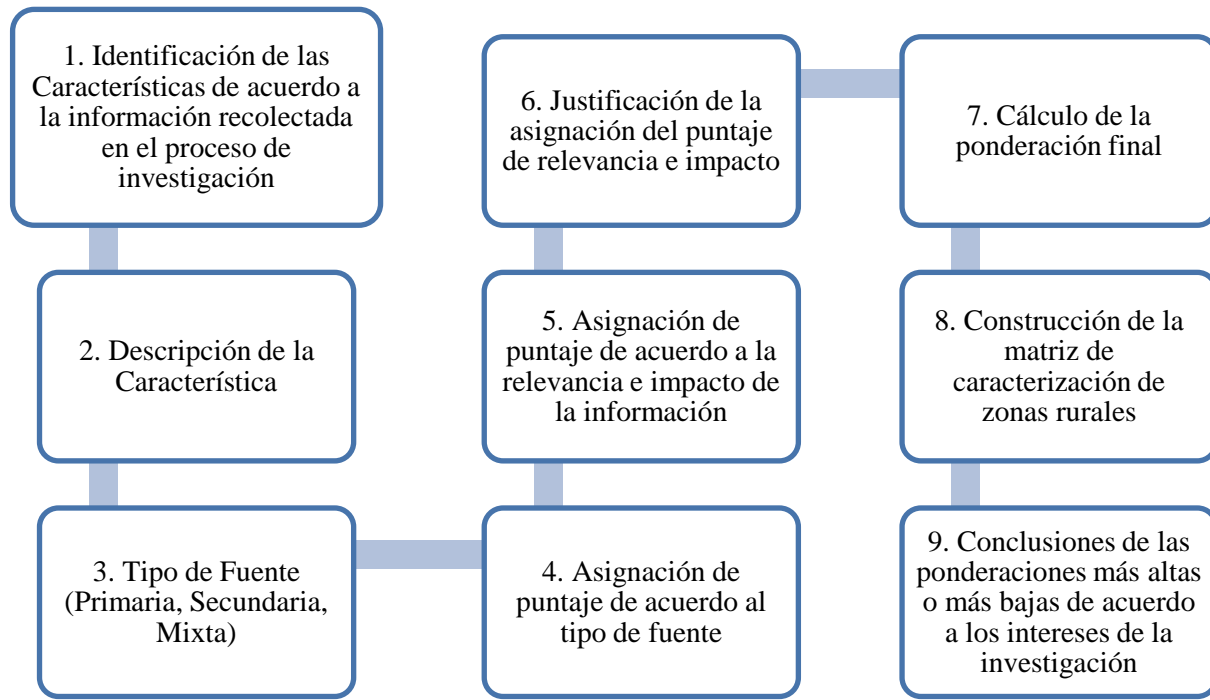 1. Identificación de las
Características de acuerdo a
la información recolectada
en el proceso de
investigación
2. Descripción de la
Característica
3. Tipo de Fuente
(Primaria, Secundaria,
Mixta)
4. Asignación de
puntaje de acuerdo al
tipo de fuente
5. Asignación de
puntaje de acuerdo a la
relevancia e impacto de
la información
6. Justificación de la
asignación del puntaje
de relevancia e impacto
7. Cálculo de la
ponderación final
8. Construcción de la
matriz de
caracterización de
zonas rurales
9. Conclusiones de las
ponderaciones más altas
o más bajas de acuerdo
a los intereses de la
investigación